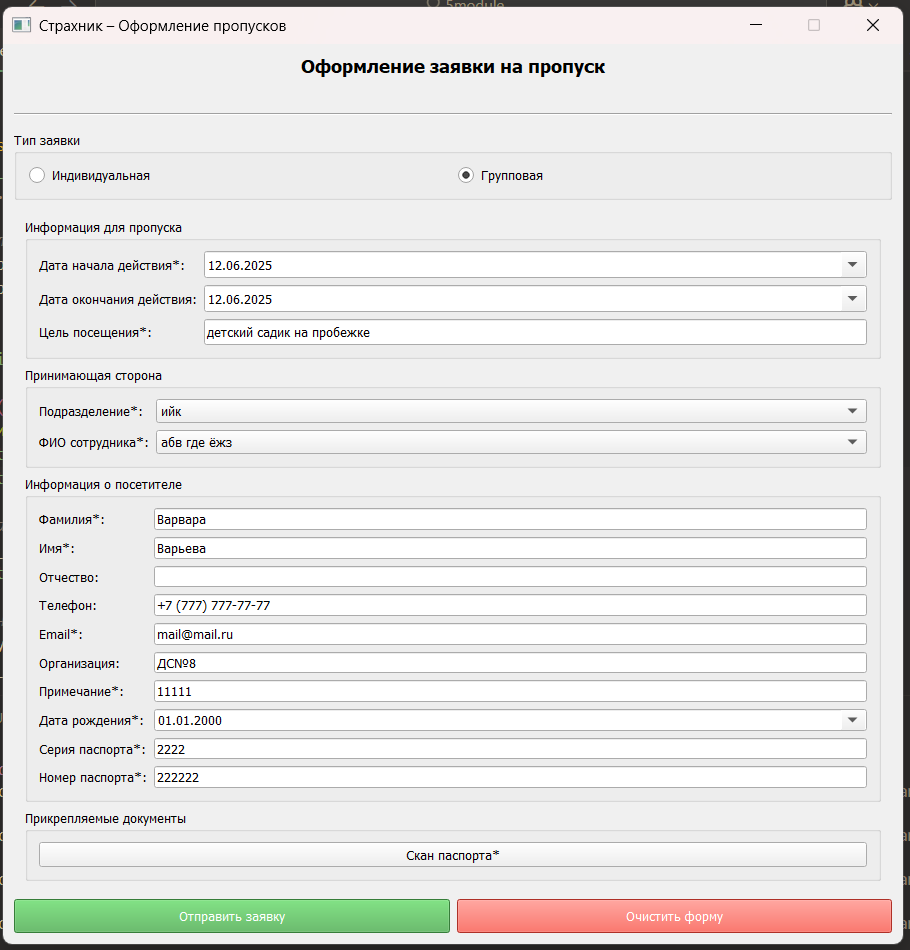 5module
Страхник – Оформление пропусков
Оформление заявки на пропуск
Тип заявки
Индивидуальная
Групповая
Информация для пропуска
Дата начала действия*: 12.06.2025
Дата окончания действия: 12.06.2025
Цель посещения*: детский садик на пробежке
Принимающая сторона
Подразделение*: ийк
ФИО сотрудника*: абв где ёжз
Информация о посетителе
Фамилия*: Варвара
Имя*: Варьева
Отчество:
Телефон: +7 (777) 777-77-77
Email*: mail@mail.ru
Организация: ДС№8
Примечание*: 11111
Дата рождения*: 01.01.2000
Серия паспорта*: 2222
Номер паспорта*: 222222
Прикрепляемые документы
Скан паспорта*
Отправить заявку
Очистить форму